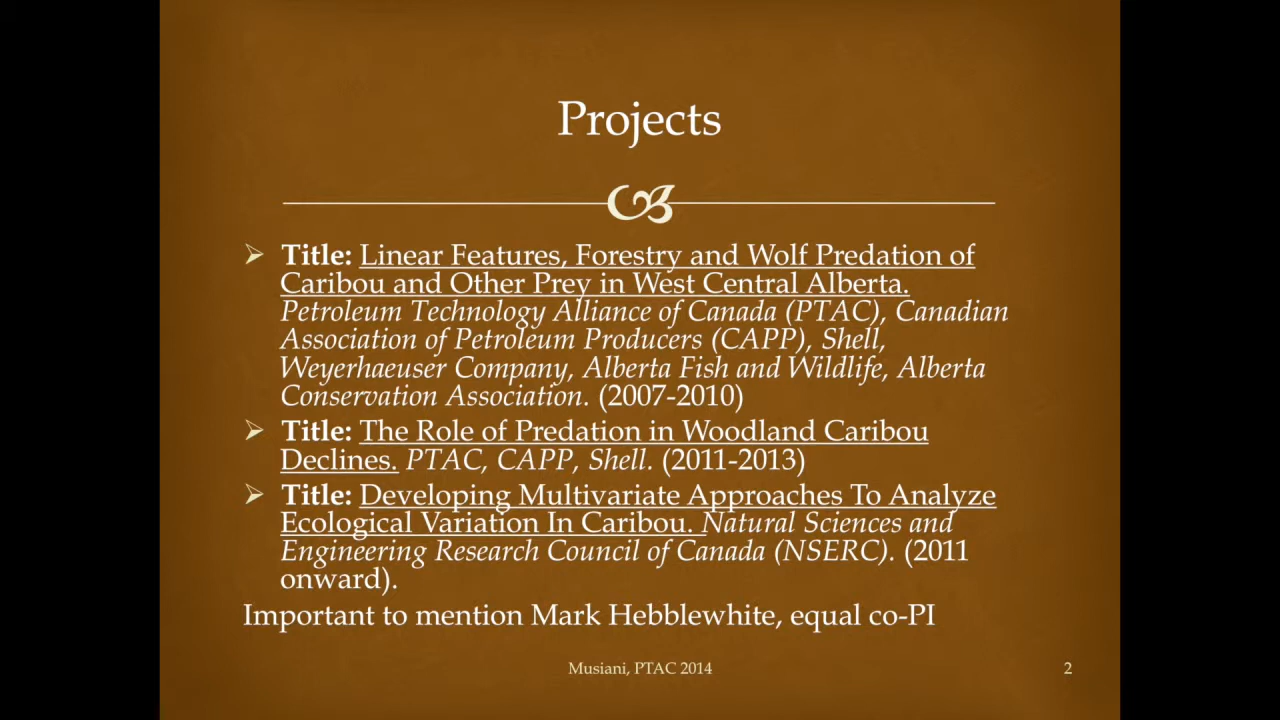 Projects
Title: Linear Features, Forestry and Wolf Predation of
Caribou and Other Prey in West Central Alberta.
Petroleum Technology Alliance of Canada (PTAC), Canadian
Association of Petroleum Producers (CAPP), Shell,
Weyerhaeuser Company, Alberta Fish and Wildlife, Alberta
Conservation Association. (2007-2010)
Title: The Role of Predation in Woodland Caribou
Declines. PTAC, CAPP, Shell. (2011-2013)
Title: Developing Multivariate Approaches To Analyze
Ecological Variation In Caribou. Natural Sciences and
Engineering Research Council of Canada (NSERC). (2011
onward).
Important to mention Mark Hebblewhite, equal co-PI
Musiani, PTAC 2014
2